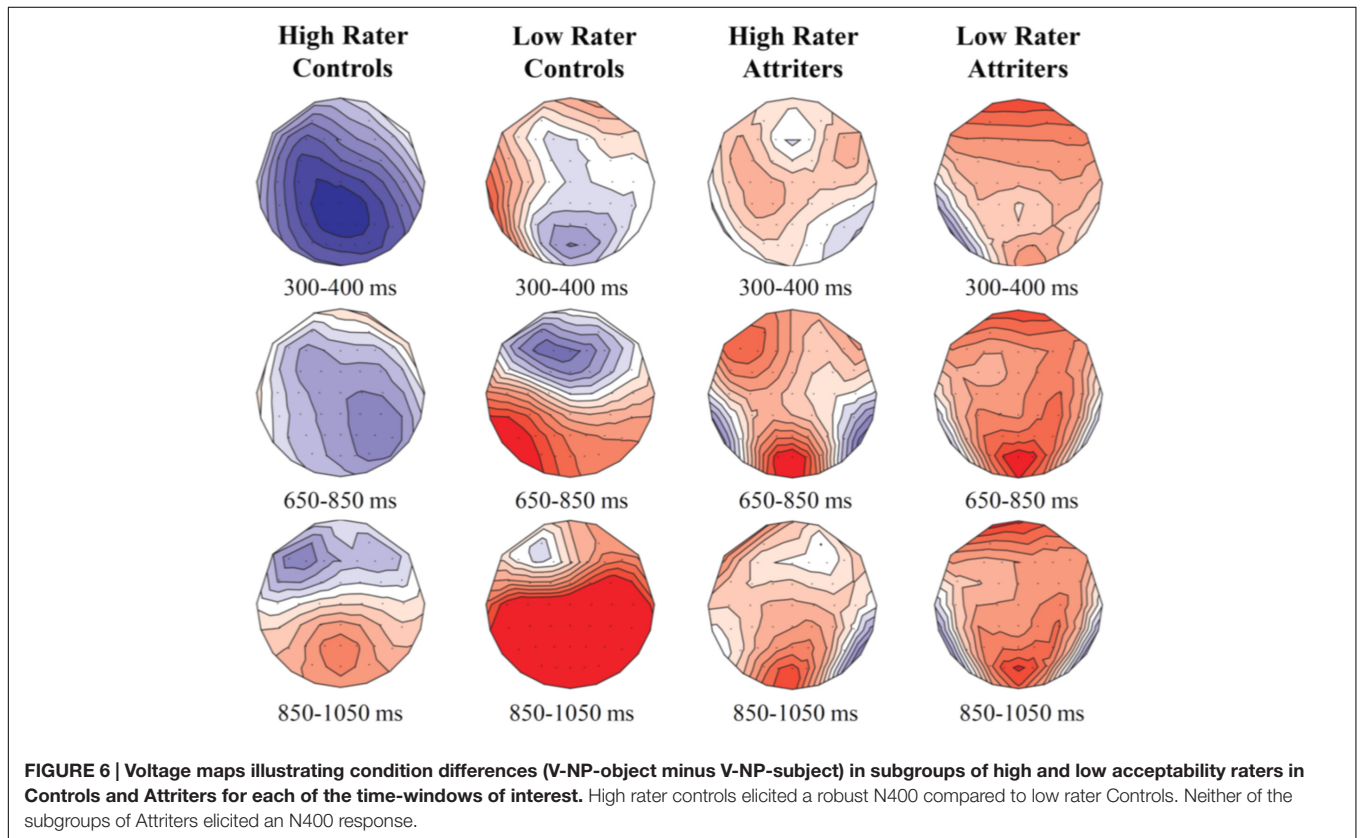 High Rater Controls
Low Rater Controls
High Rater Attriters
Low Rater Attriters
300-400 ms
300-400 ms
300-400 ms
300-400 ms
650-850 ms
650-850 ms
650-850 ms
650-850 ms
850-1050 ms
850-1050 ms
850-1050 ms
850-1050 ms
FIGURE 6 | Voltage maps illustrating condition differences (V-NP-object minus V-NP-subject) in subgroups of high and low acceptability raters in
Controls and Attriters for each of the time-windows of interest. High rater controls elicited a robust N400 compared to low rater Controls. Neither of the
subgroups of Attriters elicited an N400 response.